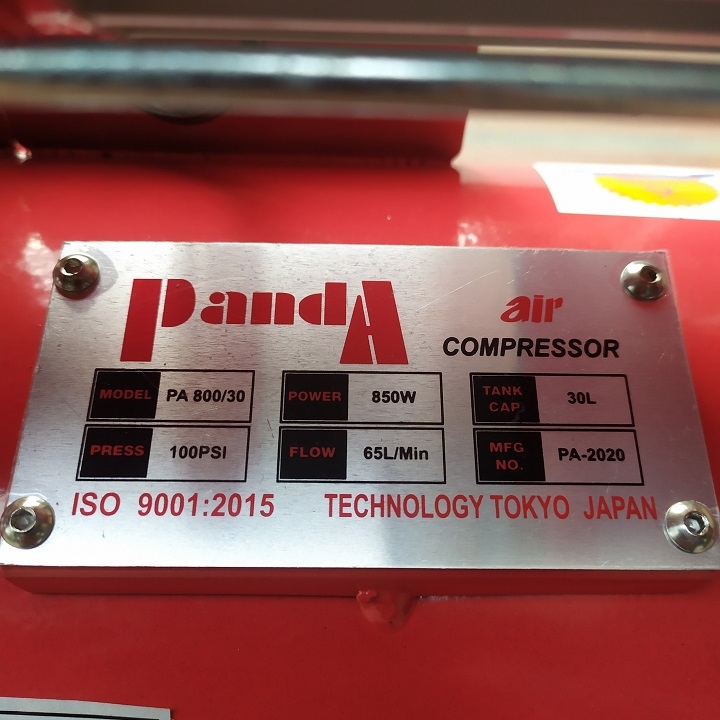 PandA air
COMPRESSOR
MODEL PA 800/30 POWER 850W TANK CAP 30L
PRESS 100PSI FLOW 65L/Min MFG NO. PA-2020
ISO 9001:2015 TECHNOLOGY TOKYO JAPAN